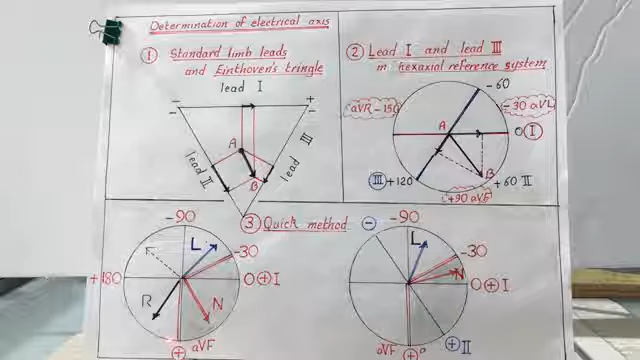 Determination of electrical axis
① Standard limb leads
and Einthoven's tringle
lead I
−
+
−
−
A
B
lead II
lead III
② Lead I and lead III
in hexaxial reference system
−60
aVR−150
−30 aVL
A
0 I
B
III +120
+60 II
+90 aVF
③ Quick method
−90
L
−30
+180
0 + I
R
N
+
aVF
−
−90
L
−30
N
0 + I
+ II
aVF
+